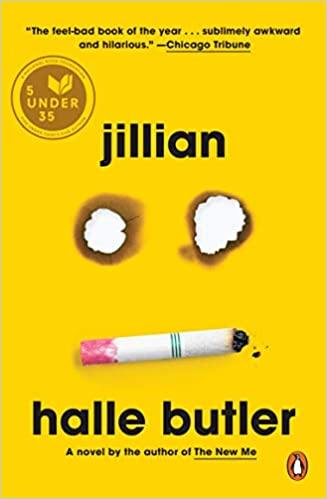 "The feel-bad book of the year . . . sublimely awkward
and hilarious." —Chicago Tribune
5
UNDER
35
jillian
halle butler
A novel by the author of The New Me